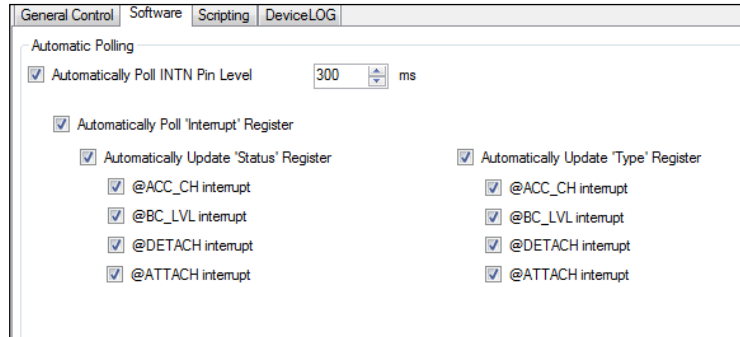 General Control Software Scripting DeviceLOG
Automatic Polling
Automatically Poll INTN Pin Level 300 ms
Automatically Poll 'Interrupt' Register
Automatically Update 'Status' Register Automatically Update 'Type' Register
@ACC_CH interrupt @ACC_CH interrupt
@BC_LVL interrupt @BC_LVL interrupt
@DETACH interrupt @DETACH interrupt
@ATTACH interrupt @ATTACH interrupt